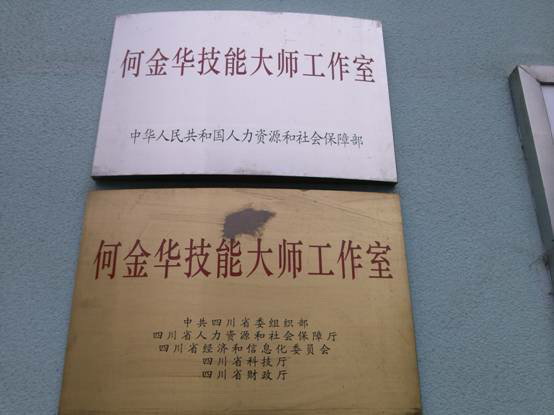 何金华技能大师工作室
中华人民共和国人力资源和社会保障部
何金华技能大师工作室
中共四川省委组织部
四川省人力资源和社会保障厅
四川省经济和信息化委员会
四川省科技厅
四川省财政厅